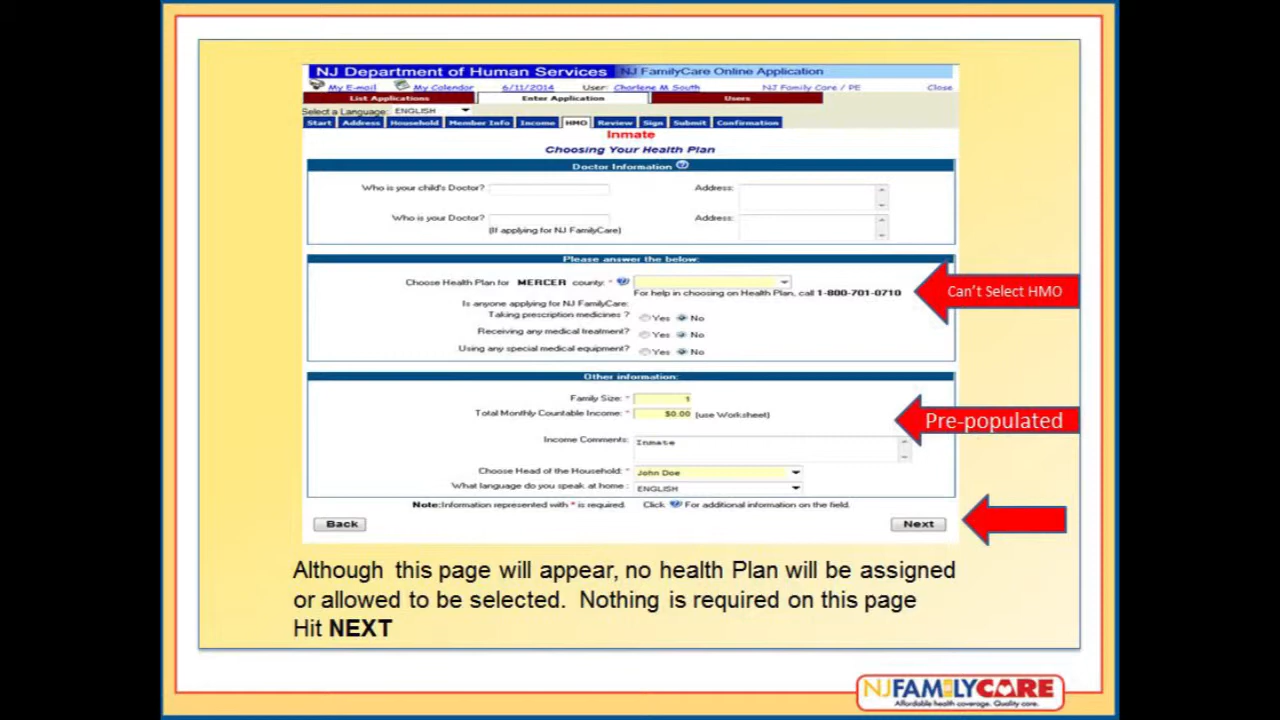 NJ Department of Human Services NJ FamilyCare Online Application
My E-mail My Calendar 6/11/2014 User: Charlene M South NJ Family Care / PE Close
List Applications Enter Application Users
Select a Language: ENGLISH
Start Address Household Member Info Income HMO Review Sign Submit Confirmation
Inmate
Choosing Your Health Plan
Doctor Information
Who is your child's Doctor? Address:
Who is your Doctor? Address:
(If applying for NJ FamilyCare)
Please answer the below:
Choose Health Plan for MERCER county: *
For help in choosing on Health Plan, call 1-800-701-0710
Can't Select HMO
Is anyone applying for NJ FamilyCare:
Taking prescription medicines ? Yes No
Receiving any medical treatment? Yes No
Using any special medical equipment? Yes No
Other information:
Family Size: * 1
Total Monthly Countable Income: * $0.00 (use Worksheet)
Pre-populated
Income Comments: Inmate
Choose Head of the Household: * John Doe
What language do you speak at home : ENGLISH
Note:Information represented with * is required. Click For additional information on the field.
Back Next
Although this page will appear, no health Plan will be assigned
or allowed to be selected. Nothing is required on this page
Hit NEXT
NJFAMILYCARE
Affordable health coverage. Quality care.